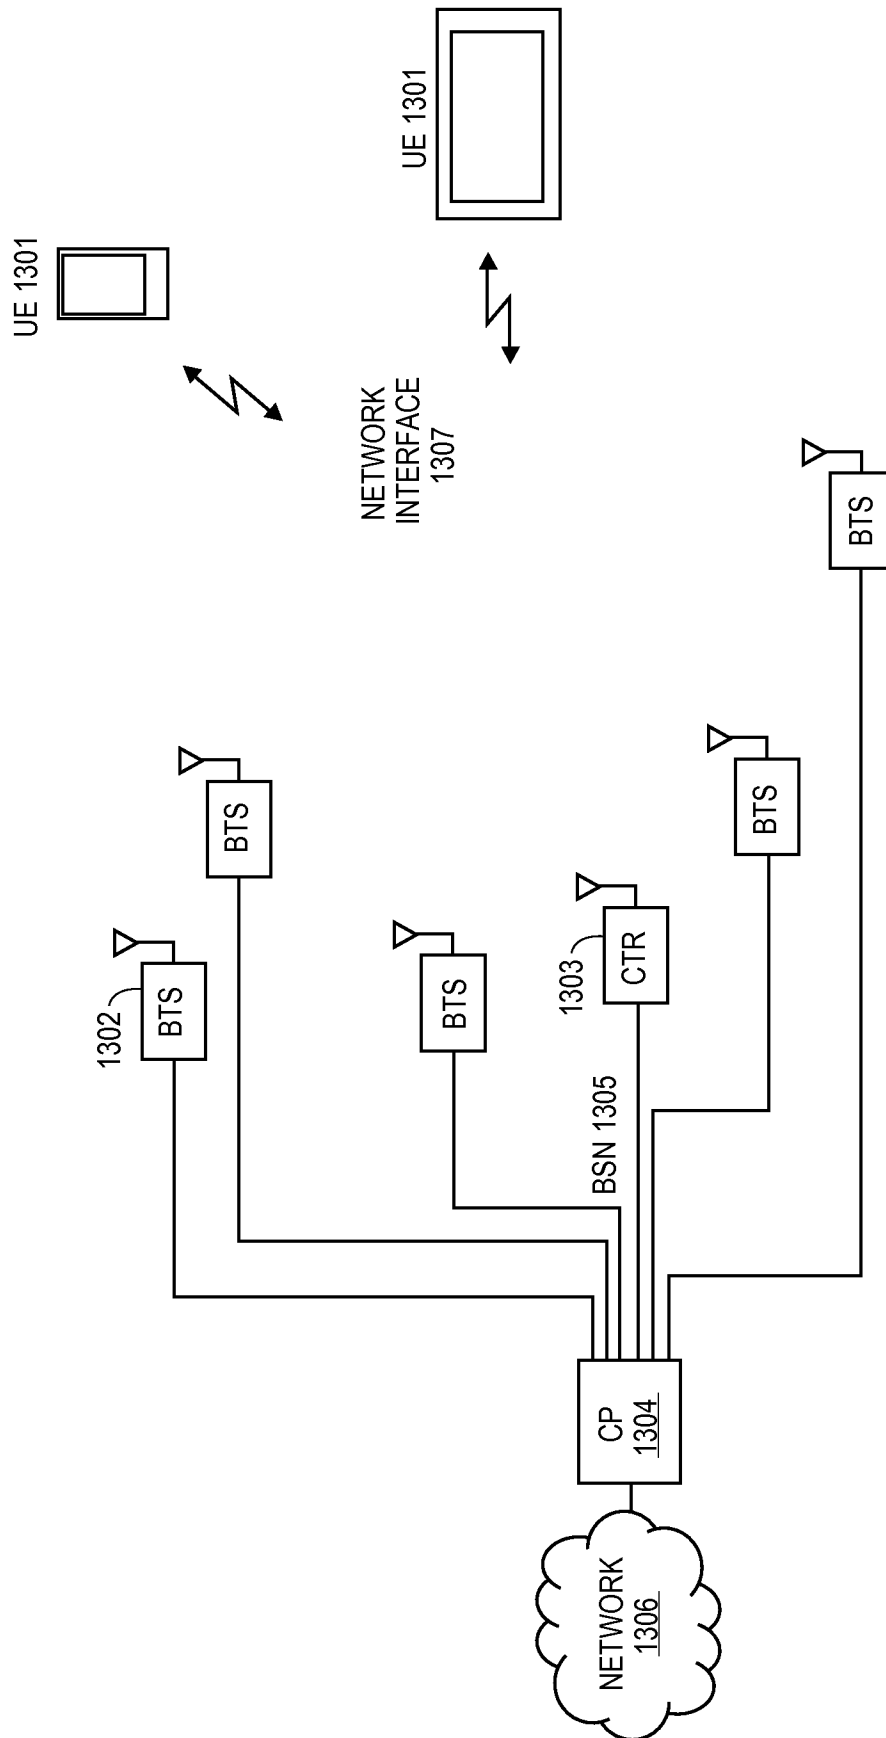 UE 1301
UE 1301
NETWORK
INTERFACE
1307
BTS
BTS
BTS
1302
BTS
BTS
1303
CTR
BSN 1305
CP
1304
NETWORK
1306